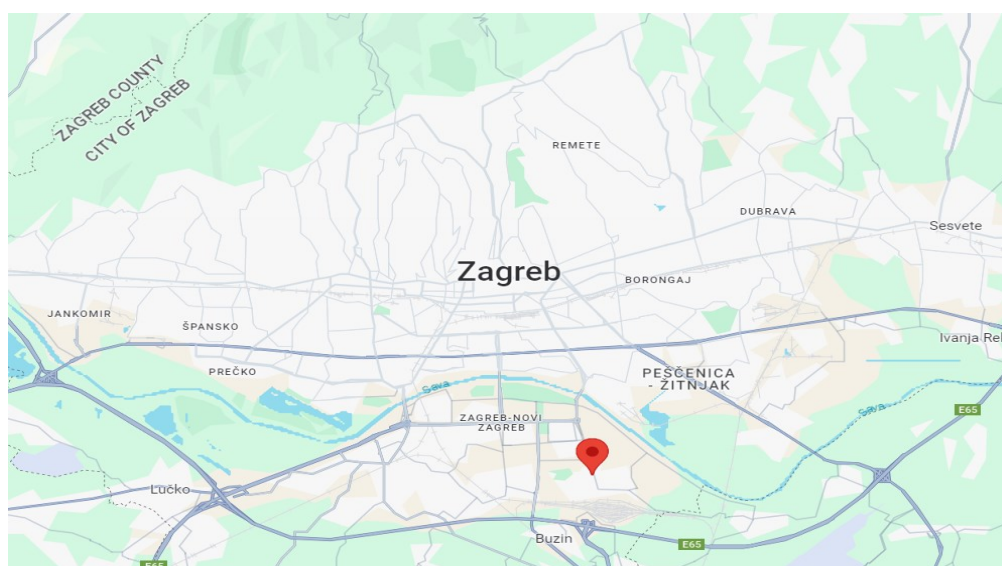 ZAGREB COUNTY
CITY OF ZAGREB
REMETE
DUBRAVA
Sesvete
Zagreb
BORONGAJ
JANKOMIR
ŠPANSKO
Ivanja Rei
PREČKO
PEŠČENICA
- ŽITNJAK
Sava
Sava
E65
ZAGREB-NOVI
ZAGREB
Lučko
Buzin
E65
E65